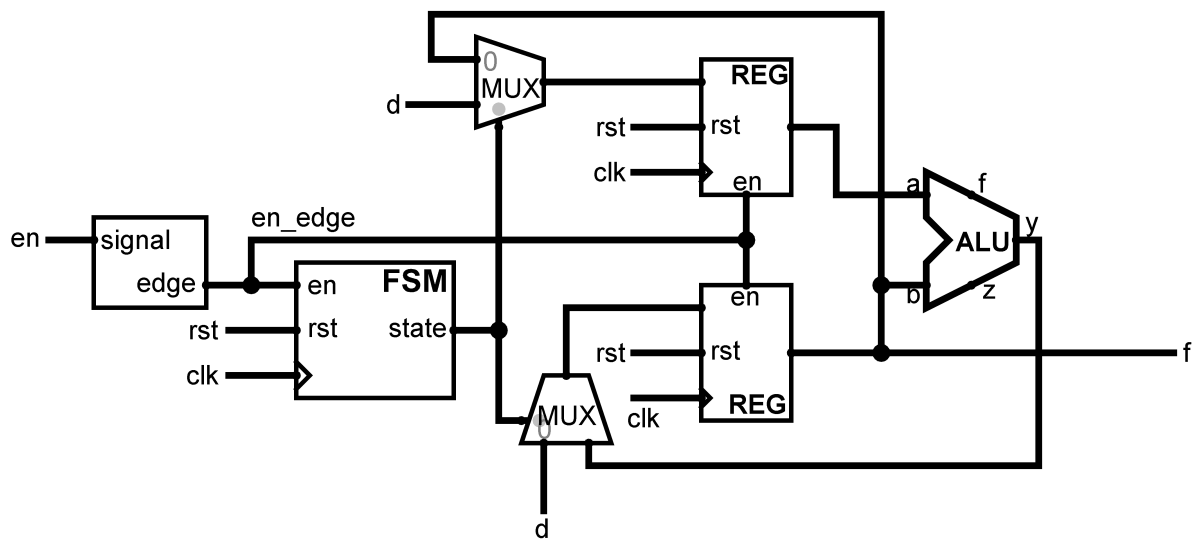 0
MUX
d
REG
rst
rst
clk
en
a
f
y
ALU
b
z
en
signal
edge
en_edge
FSM
en
rst
rst
state
clk
en
rst
rst
clk
REG
MUX
0
d
f